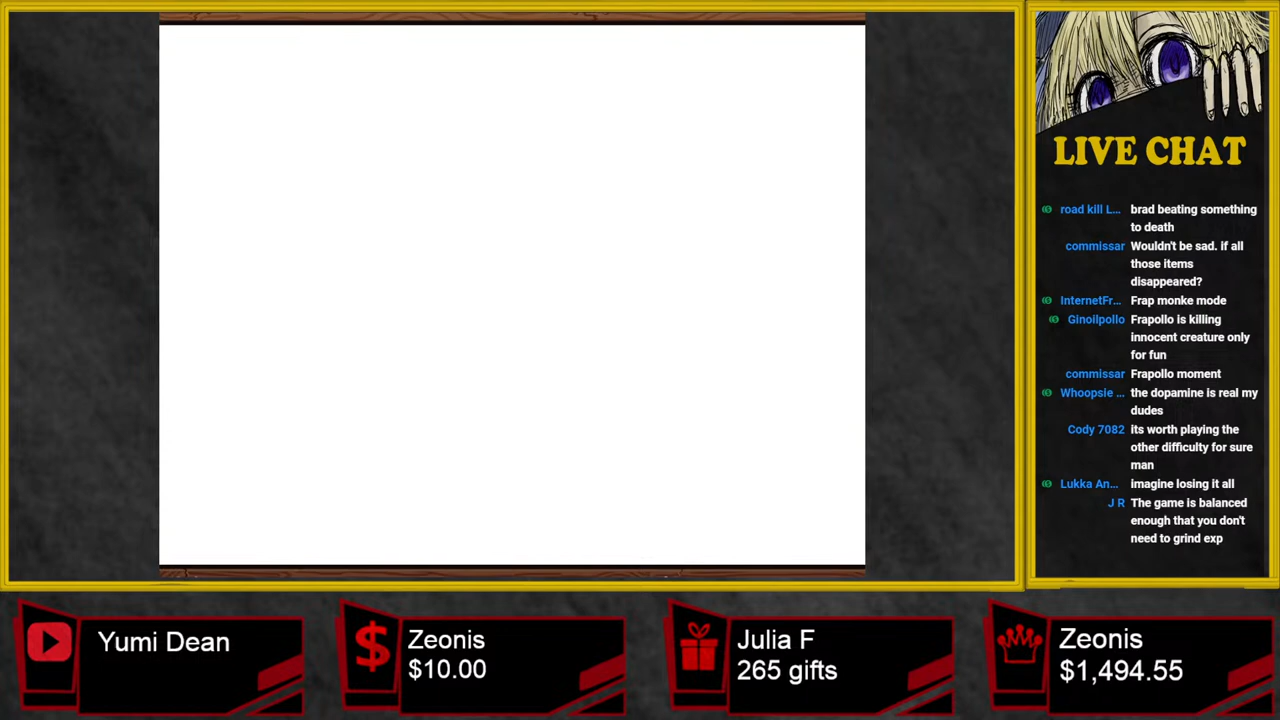 LIVE CHAT
road kill L... brad beating something
to death
commissar Wouldn't be sad. if all
those items
disappeared?
InternetFr... Frap monke mode
Ginoilpollo Frapollo is killing
innocent creature only
for fun
commissar Frapollo moment
Whoopsie ... the dopamine is real my
dudes
Cody 7082 its worth playing the
other difficulty for sure
man
Lukka An... imagine losing it all
J R The game is balanced
enough that you don't
need to grind exp
Yumi Dean
$
Zeonis
$10.00
Julia F
265 gifts
Zeonis
$1,494.55